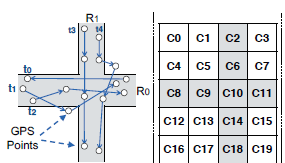 R1
t3 t4
t0
t1
R0
t2
GPS
Points
C0 C1 C2 C3
C4 C5 C6 C7
C8 C9 C10 C11
C12 C13 C14 C15
C16 C17 C18 C19